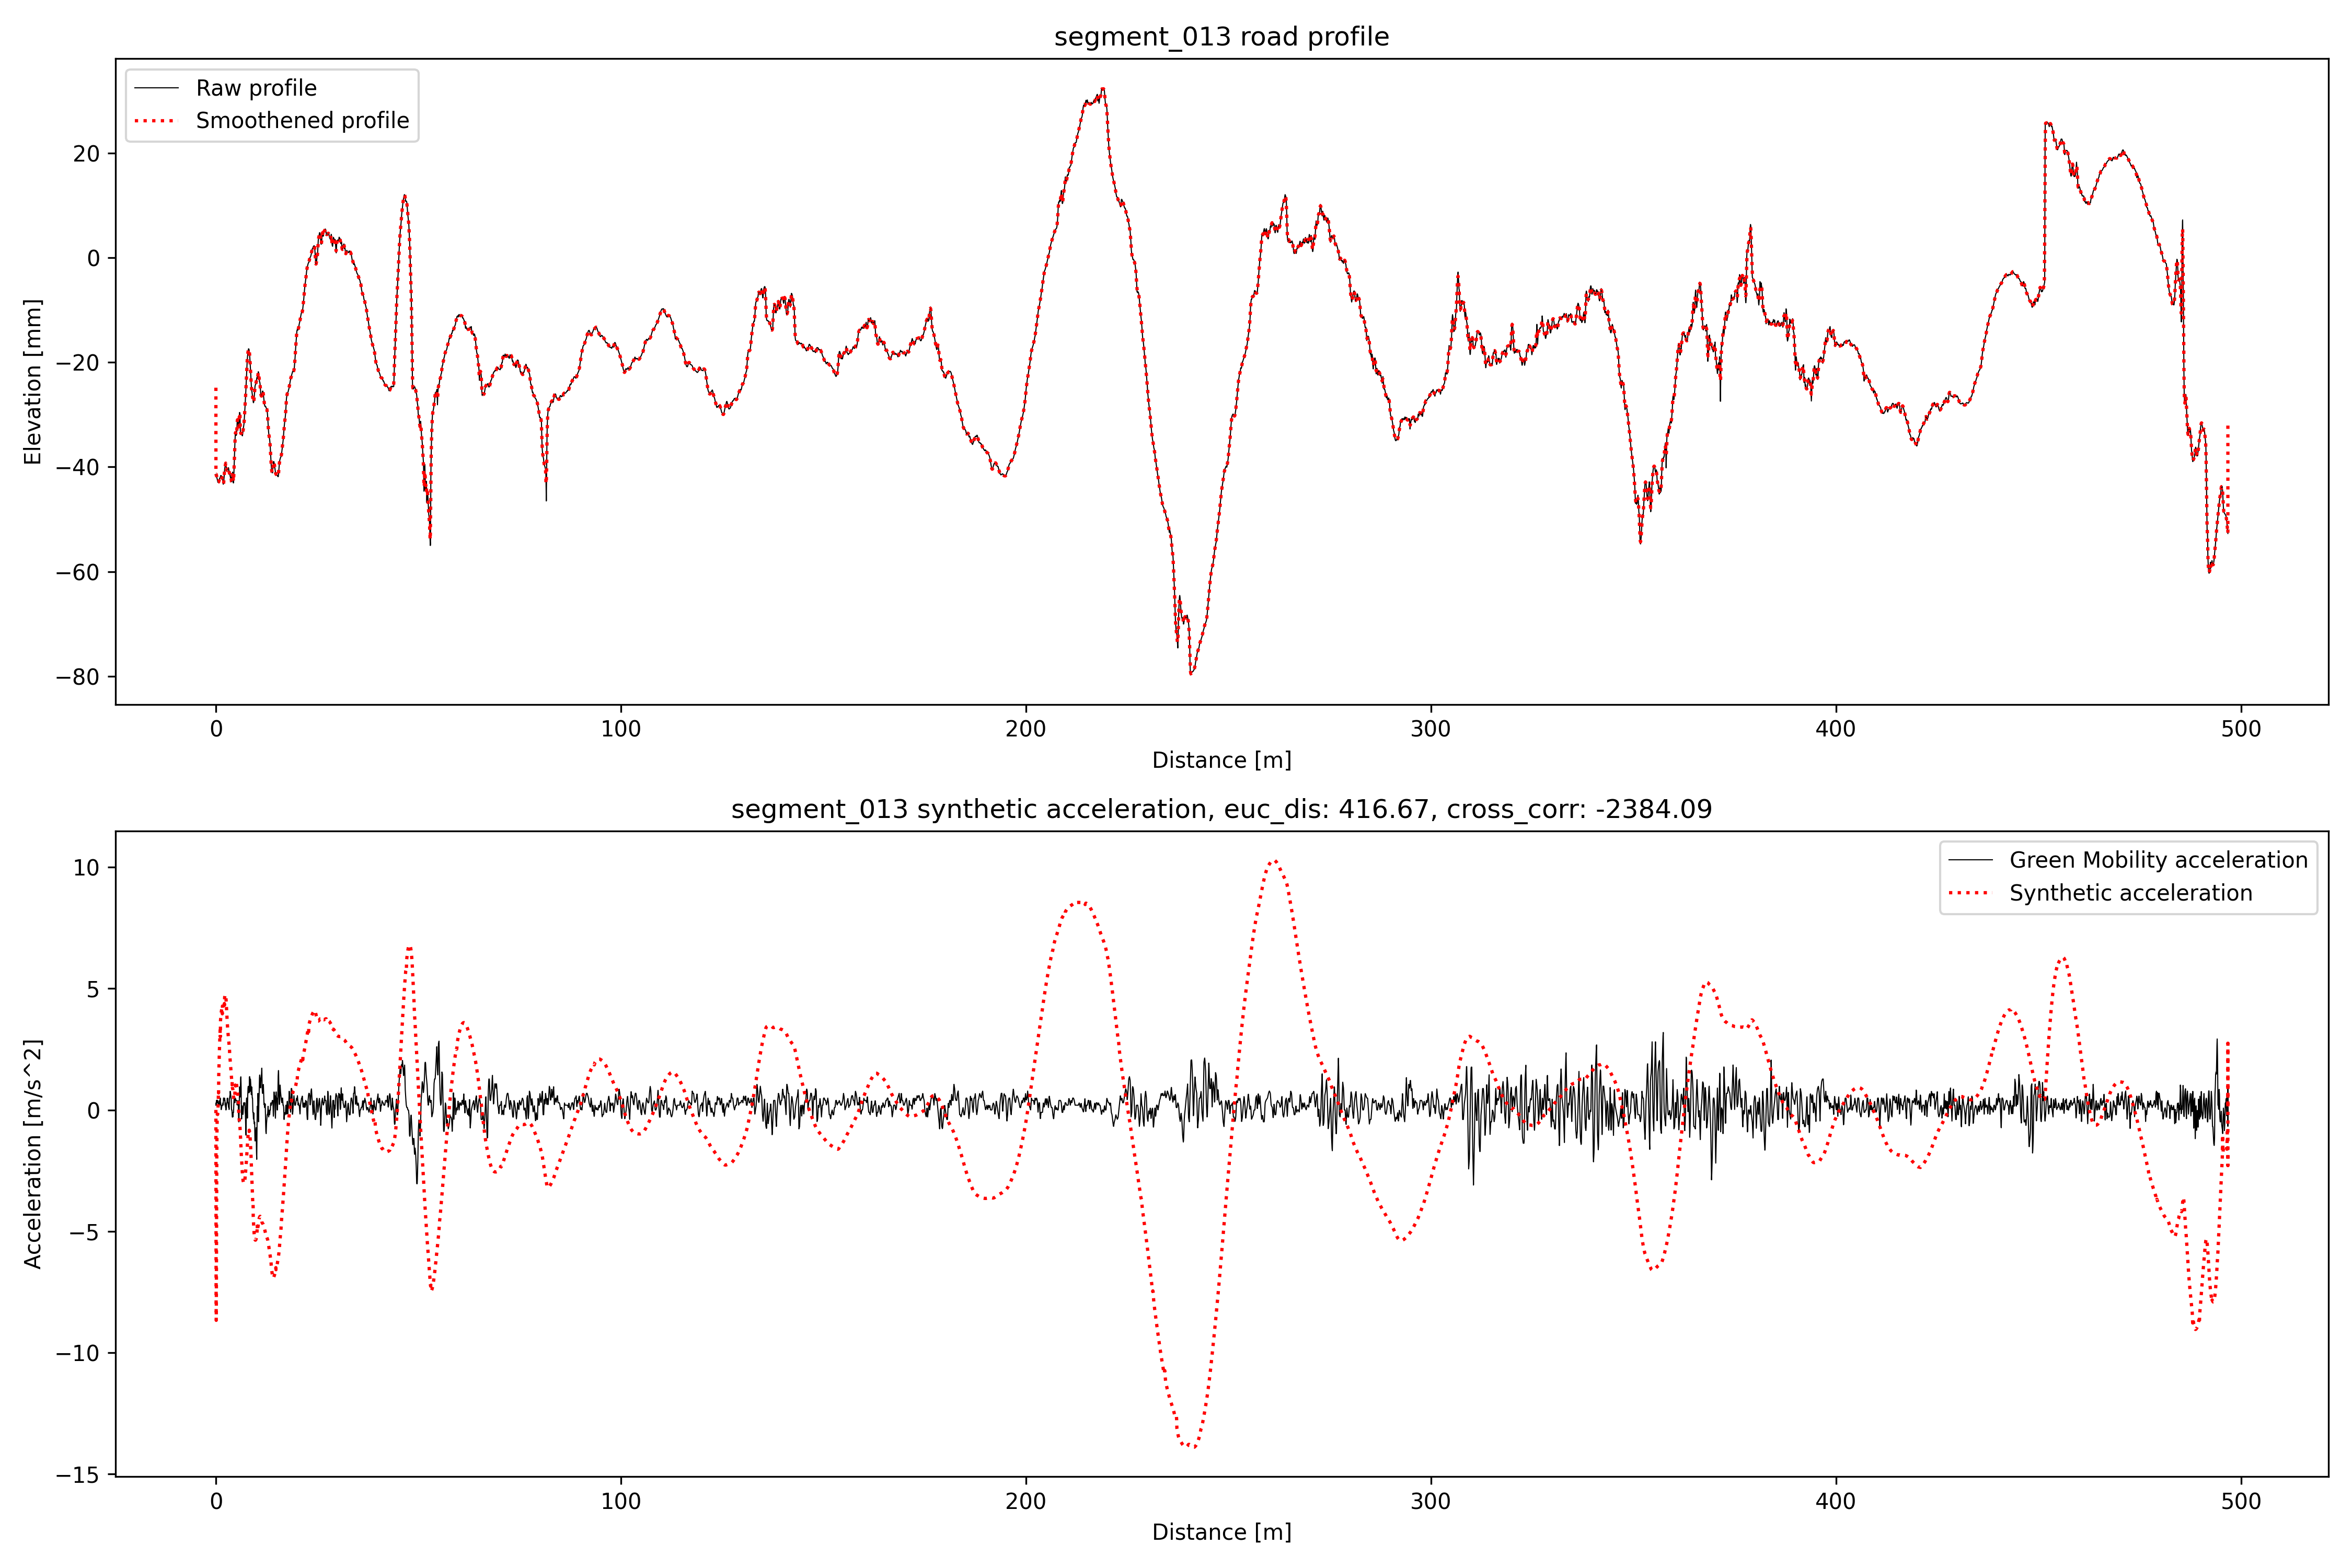 segment_013 road profile
Raw profile
Smoothened profile
Elevation [mm]
20
0
−20
−40
−60
−80
0 100 200 300 400 500
Distance [m]
segment_013 synthetic acceleration, euc_dis: 416.67, cross_corr: -2384.09
Green Mobility acceleration
Synthetic acceleration
Acceleration [m/s^2]
10
5
0
−5
−10
−15
0 100 200 300 400 500
Distance [m]